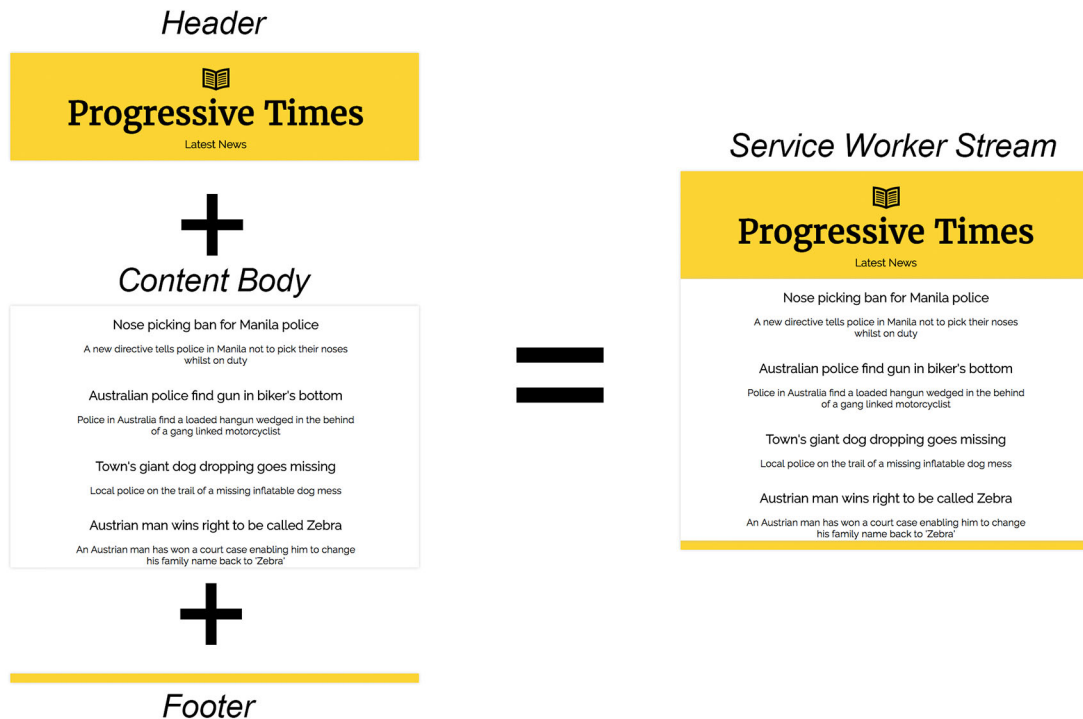 Header
Progressive Times
Latest News
+
Content Body
Nose picking ban for Manila police
A new directive tells police in Manila not to pick their noses
whilst on duty
Australian police find gun in biker's bottom
Police in Australia find a loaded hangun wedged in the behind
of a gang linked motorcyclist
Town's giant dog dropping goes missing
Local police on the trail of a missing inflatable dog mess
Austrian man wins right to be called Zebra
An Austrian man has won a court case enabling him to change
his family name back to 'Zebra'
+
Footer
=
Service Worker Stream
Progressive Times
Latest News
Nose picking ban for Manila police
A new directive tells police in Manila not to pick their noses
whilst on duty
Australian police find gun in biker's bottom
Police in Australia find a loaded hangun wedged in the behind
of a gang linked motorcyclist
Town's giant dog dropping goes missing
Local police on the trail of a missing inflatable dog mess
Austrian man wins right to be called Zebra
An Austrian man has won a court case enabling him to change
his family name back to 'Zebra'